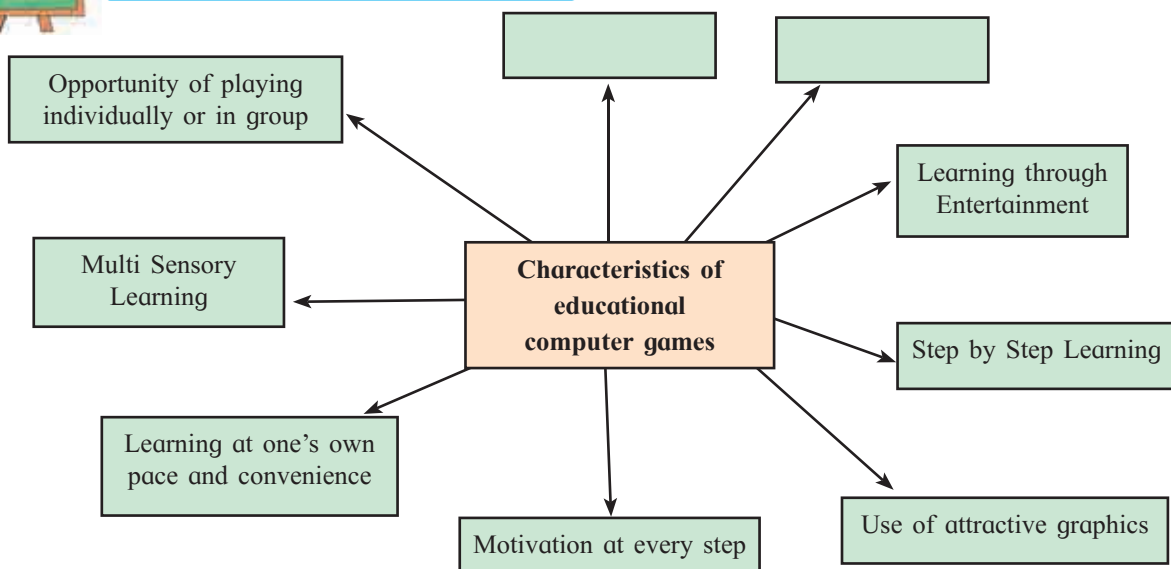 Opportunity of playing
individually or in group
Learning through
Entertainment
Characteristics of
educational
computer games
Multi Sensory
Learning
Step by Step Learning
Learning at one's own
pace and convenience
Use of attractive graphics
Motivation at every step